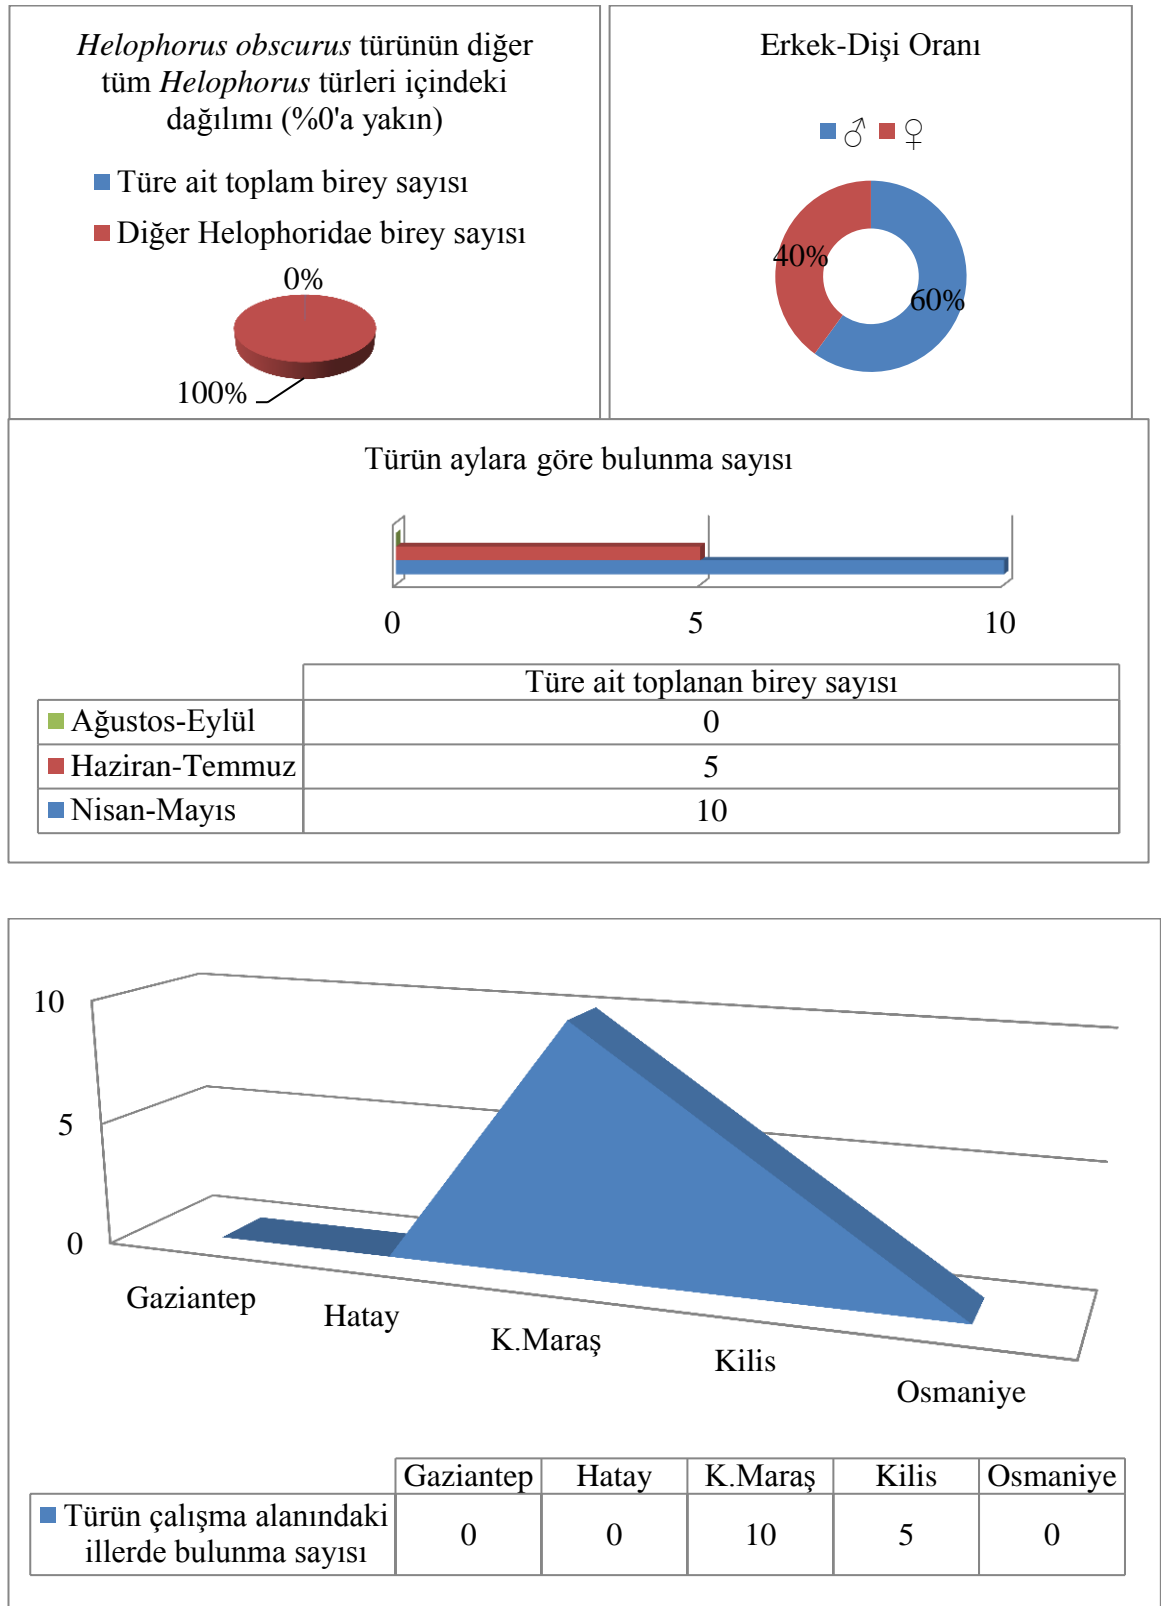 Helophorus obscurus türünün diğer
tüm Helophorus türleri içindeki
dağılımı (%0'a yakın)
Türe ait toplam birey sayısı
Diğer Helophoridae birey sayısı
0%
100%
Erkek-Dişi Oranı
♂ ♀
40%
60%
Türün aylara göre bulunma sayısı
0 5 10
Türe ait toplanan birey sayısı
Ağustos-Eylül 0
Haziran-Temmuz 5
Nisan-Mayıs 10
10
5
0
Gaziantep
Hatay
K.Maraş
Kilis
Osmaniye
Gaziantep Hatay K.Maraş Kilis Osmaniye
Türün çalışma alanındaki
illerde bulunma sayısı
0 0 10 5 0